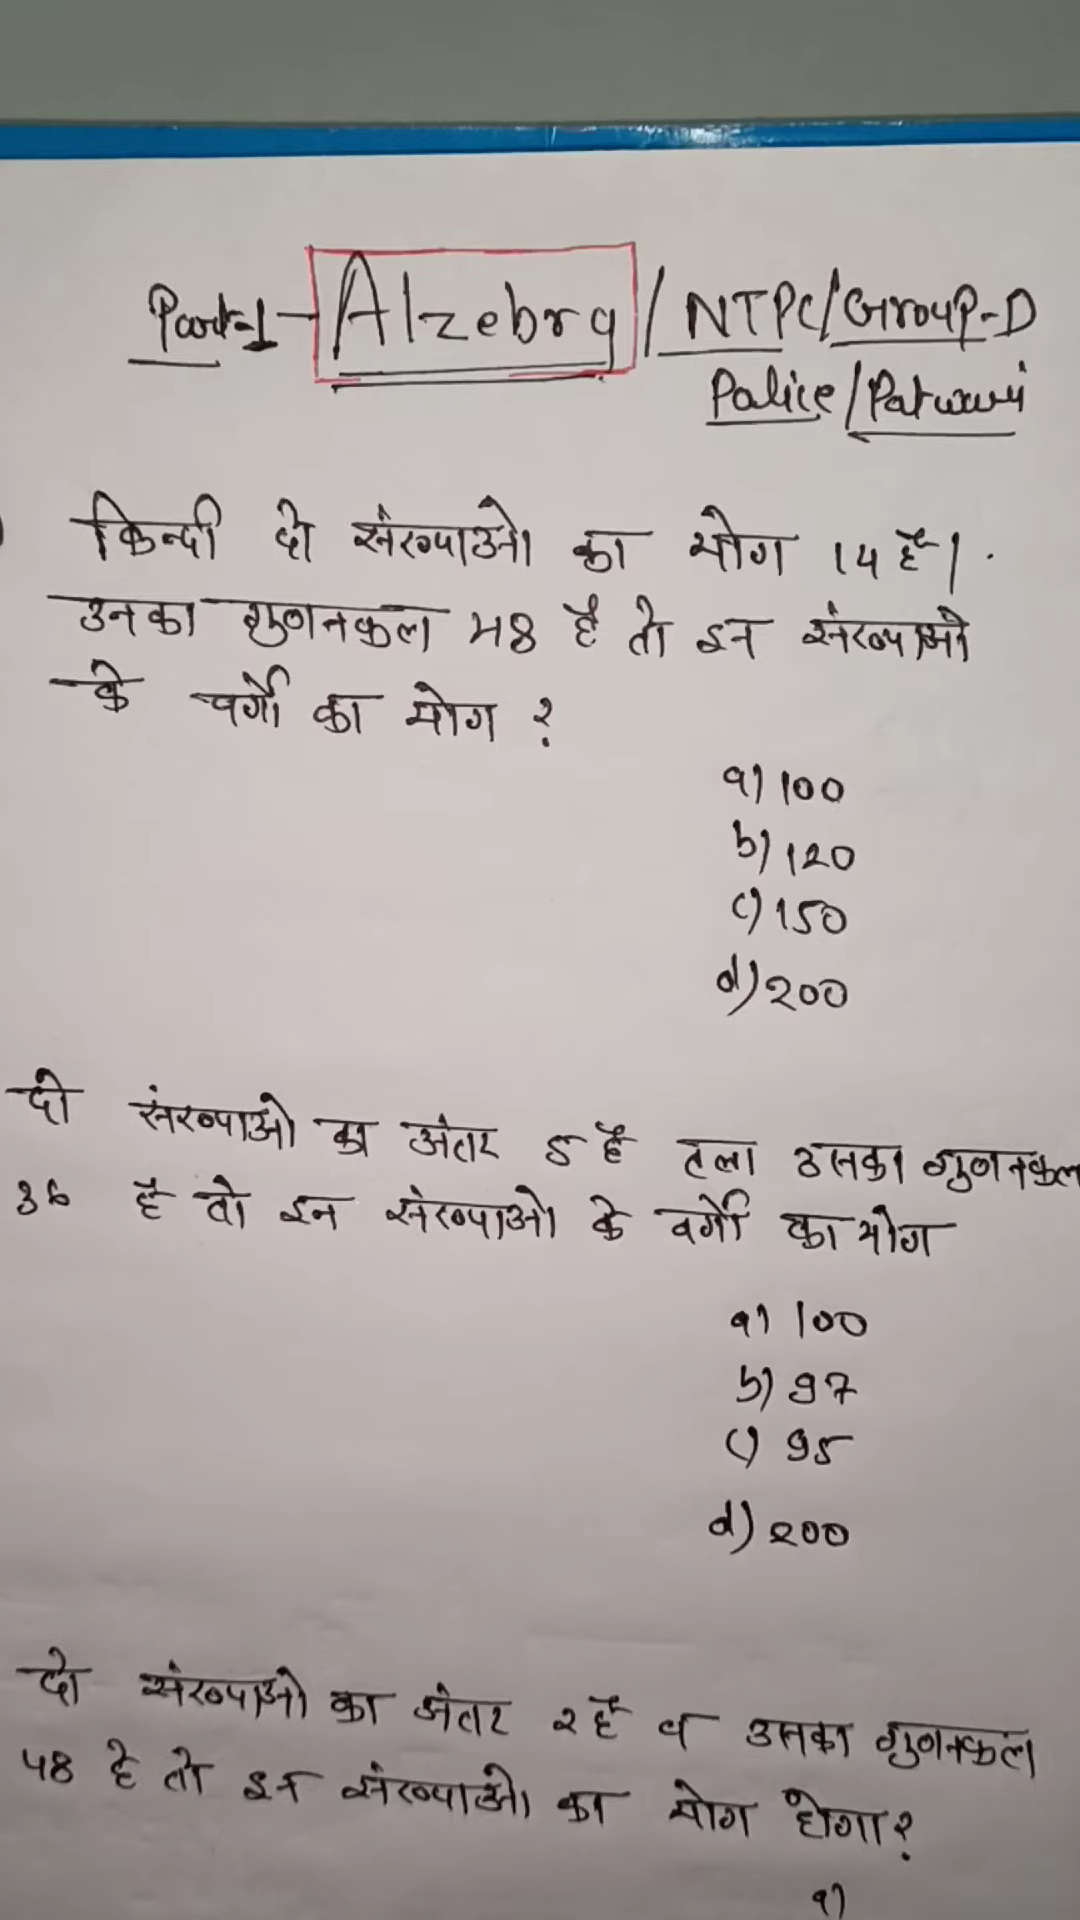 Part-1 - Alzebra / NTPC/Group-D
Police/Patwari
किन्दी दो संख्याओ का योग 14 है।
उनका गुणनफल 48 है तो इन संख्याओ
के वर्गो का योग ?
a) 100
b) 120
c) 150
d) 200
दो संख्याओ का अंतर 5 है तथा उसका गुणनफल
36 है तो इन संख्याओ के वर्गो का योग
a) 100
b) 97
c) 95
d) 200
दो संख्याओ का अंतर 2 है व उसका गुणनफल
48 है तो इन संख्याओ का योग होगा ?
a)